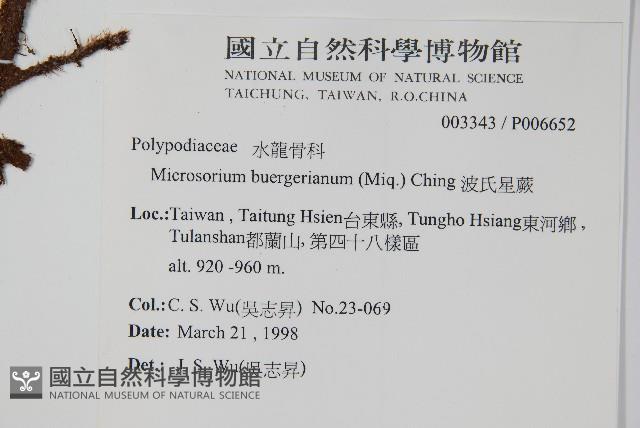 國立自然科學博物館
NATIONAL MUSEUM OF NATURAL SCIENCE
TAICHUNG, TAIWAN, R.O.CHINA
003343 / P006652
Polypodiaceae 水龍骨科
Microsorium buergerianum (Miq.) Ching 波氏星蕨
Loc.:Taiwan , Taitung Hsien台東縣, Tungho Hsiang東河鄉 ,
Tulanshan都蘭山, 第四十八樣區
alt. 920 -960 m.
Col.: C. S. Wu(吳志昇) No.23-069
Date: March 21 , 1998
Det.: J. S. Wu(吳志昇)
國立自然科學博物館
NATIONAL MUSEUM OF NATURAL SCIENCE